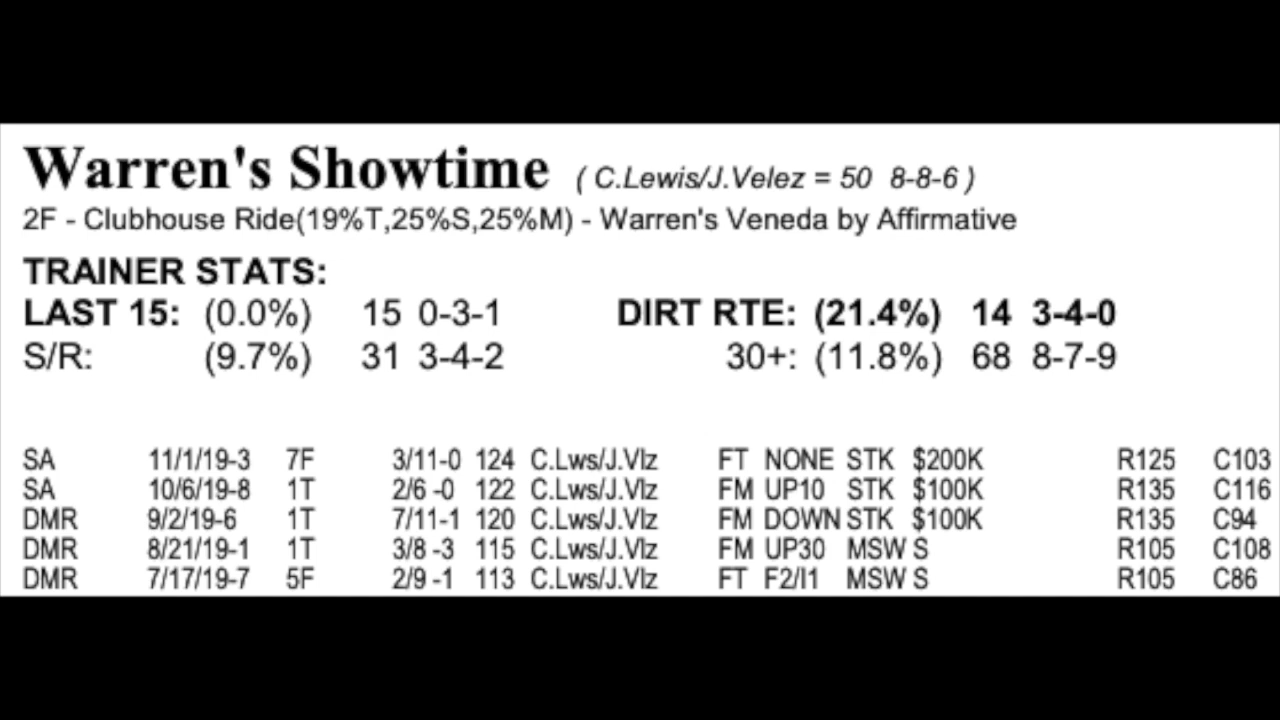 Warren's Showtime ( C.Lewis/J.Velez = 50 8-8-6 )
2F - Clubhouse Ride(19%T,25%S,25%M) - Warren's Veneda by Affirmative
TRAINER STATS:
LAST 15: (0.0%) 15 0-3-1 DIRT RTE: (21.4%) 14 3-4-0
S/R: (9.7%) 31 3-4-2 30+: (11.8%) 68 8-7-9
SA 11/1/19-3 7F 3/11-0 124 C.Lws/J.Vlz FT NONE STK $200K R125 C103
SA 10/6/19-8 1T 2/6 -0 122 C.Lws/J.Vlz FM UP10 STK $100K R135 C116
DMR 9/2/19-6 1T 7/11-1 120 C.Lws/J.Vlz FM DOWN STK $100K R135 C94
DMR 8/21/19-1 1T 3/8 -3 115 C.Lws/J.Vlz FM UP30 MSW S R105 C108
DMR 7/17/19-7 5F 2/9 -1 113 C.Lws/J.Vlz FT F2/I1 MSW S R105 C86